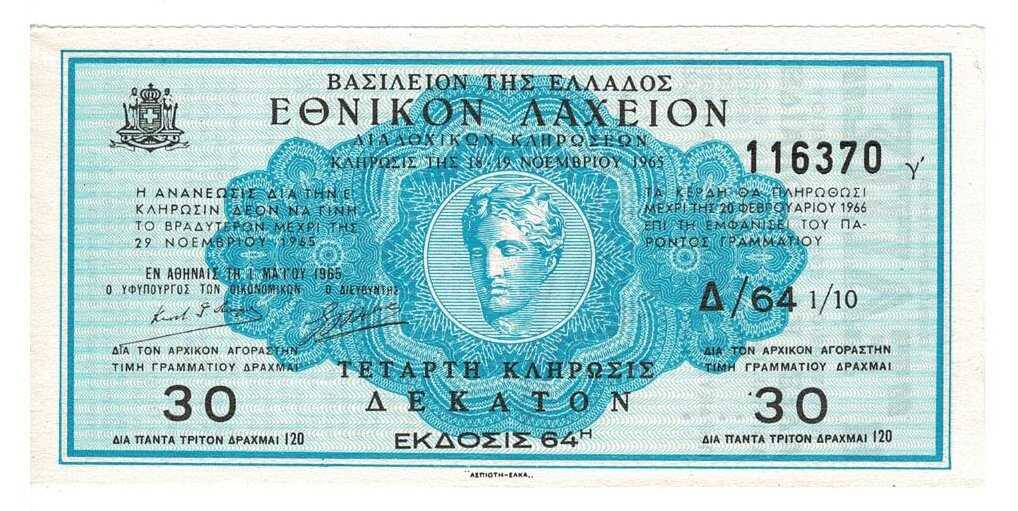 ΒΑΣΙΛΕΙΟΝ ΤΗΣ ΕΛΛΑΔΟΣ
ΕΘΝΙΚΟΝ ΛΑΧΕΙΟΝ
ΔΙΑΔΟΧΙΚΩΝ ΚΛΗΡΩΣΕΩΝ
ΚΛΗΡΩΣΙΣ ΤΗΣ 18-19 ΝΟΕΜΒΡΙΟΥ 1965
116370 γ´
Η ΑΝΑΝΕΩΣΙΣ ΔΙΑ ΤΗΝ Ε΄
ΚΛΗΡΩΣΙΝ ΔΕΟΝ ΝΑ ΓΙΝΗ
ΤΟ ΒΡΑΔΥΤΕΡΟΝ ΜΕΧΡΙ ΤΗΣ
29 ΝΟΕΜΒΡΙΟΥ 1965
ΤΑ ΚΕΡΔΗ ΘΑ ΠΛΗΡΩΘΩΣΙ
ΜΕΧΡΙ ΤΗΣ 20 ΦΕΒΡΟΥΑΡΙΟΥ 1966
ΕΠΙ ΤΗ ΕΜΦΑΝΙΣΕΙ ΤΟΥ ΠΑ-
ΡΟΝΤΟΣ ΓΡΑΜΜΑΤΙΟΥ
ΕΝ ΑΘΗΝΑΙΣ ΤΗ 1 ΜΑΪΟΥ 1965
Ο ΥΦΥΠΟΥΡΓΟΣ ΤΩΝ ΟΙΚΟΝΟΜΙΚΩΝ Ο ΔΙΕΥΘΥΝΤΗΣ
Δ/64 1/10
ΔΙΑ ΤΟΝ ΑΡΧΙΚΟΝ ΑΓΟΡΑΣΤΗΝ
ΤΙΜΗ ΓΡΑΜΜΑΤΙΟΥ ΔΡΑΧΜΑΙ
30
ΔΙΑ ΠΑΝΤΑ ΤΡΙΤΟΝ ΔΡΑΧΜΑΙ 120
ΤΕΤΑΡΤΗ ΚΛΗΡΩΣΙΣ
ΔΕΚΑΤΟΝ
ΕΚΔΟΣΙΣ 64Η
ΔΙΑ ΤΟΝ ΑΡΧΙΚΟΝ ΑΓΟΡΑΣΤΗΝ
ΤΙΜΗ ΓΡΑΜΜΑΤΙΟΥ ΔΡΑΧΜΑΙ
30
ΔΙΑ ΠΑΝΤΑ ΤΡΙΤΟΝ ΔΡΑΧΜΑΙ 120
"ΑΣΠΙΩΤΗ-ΕΛΚΑ,,